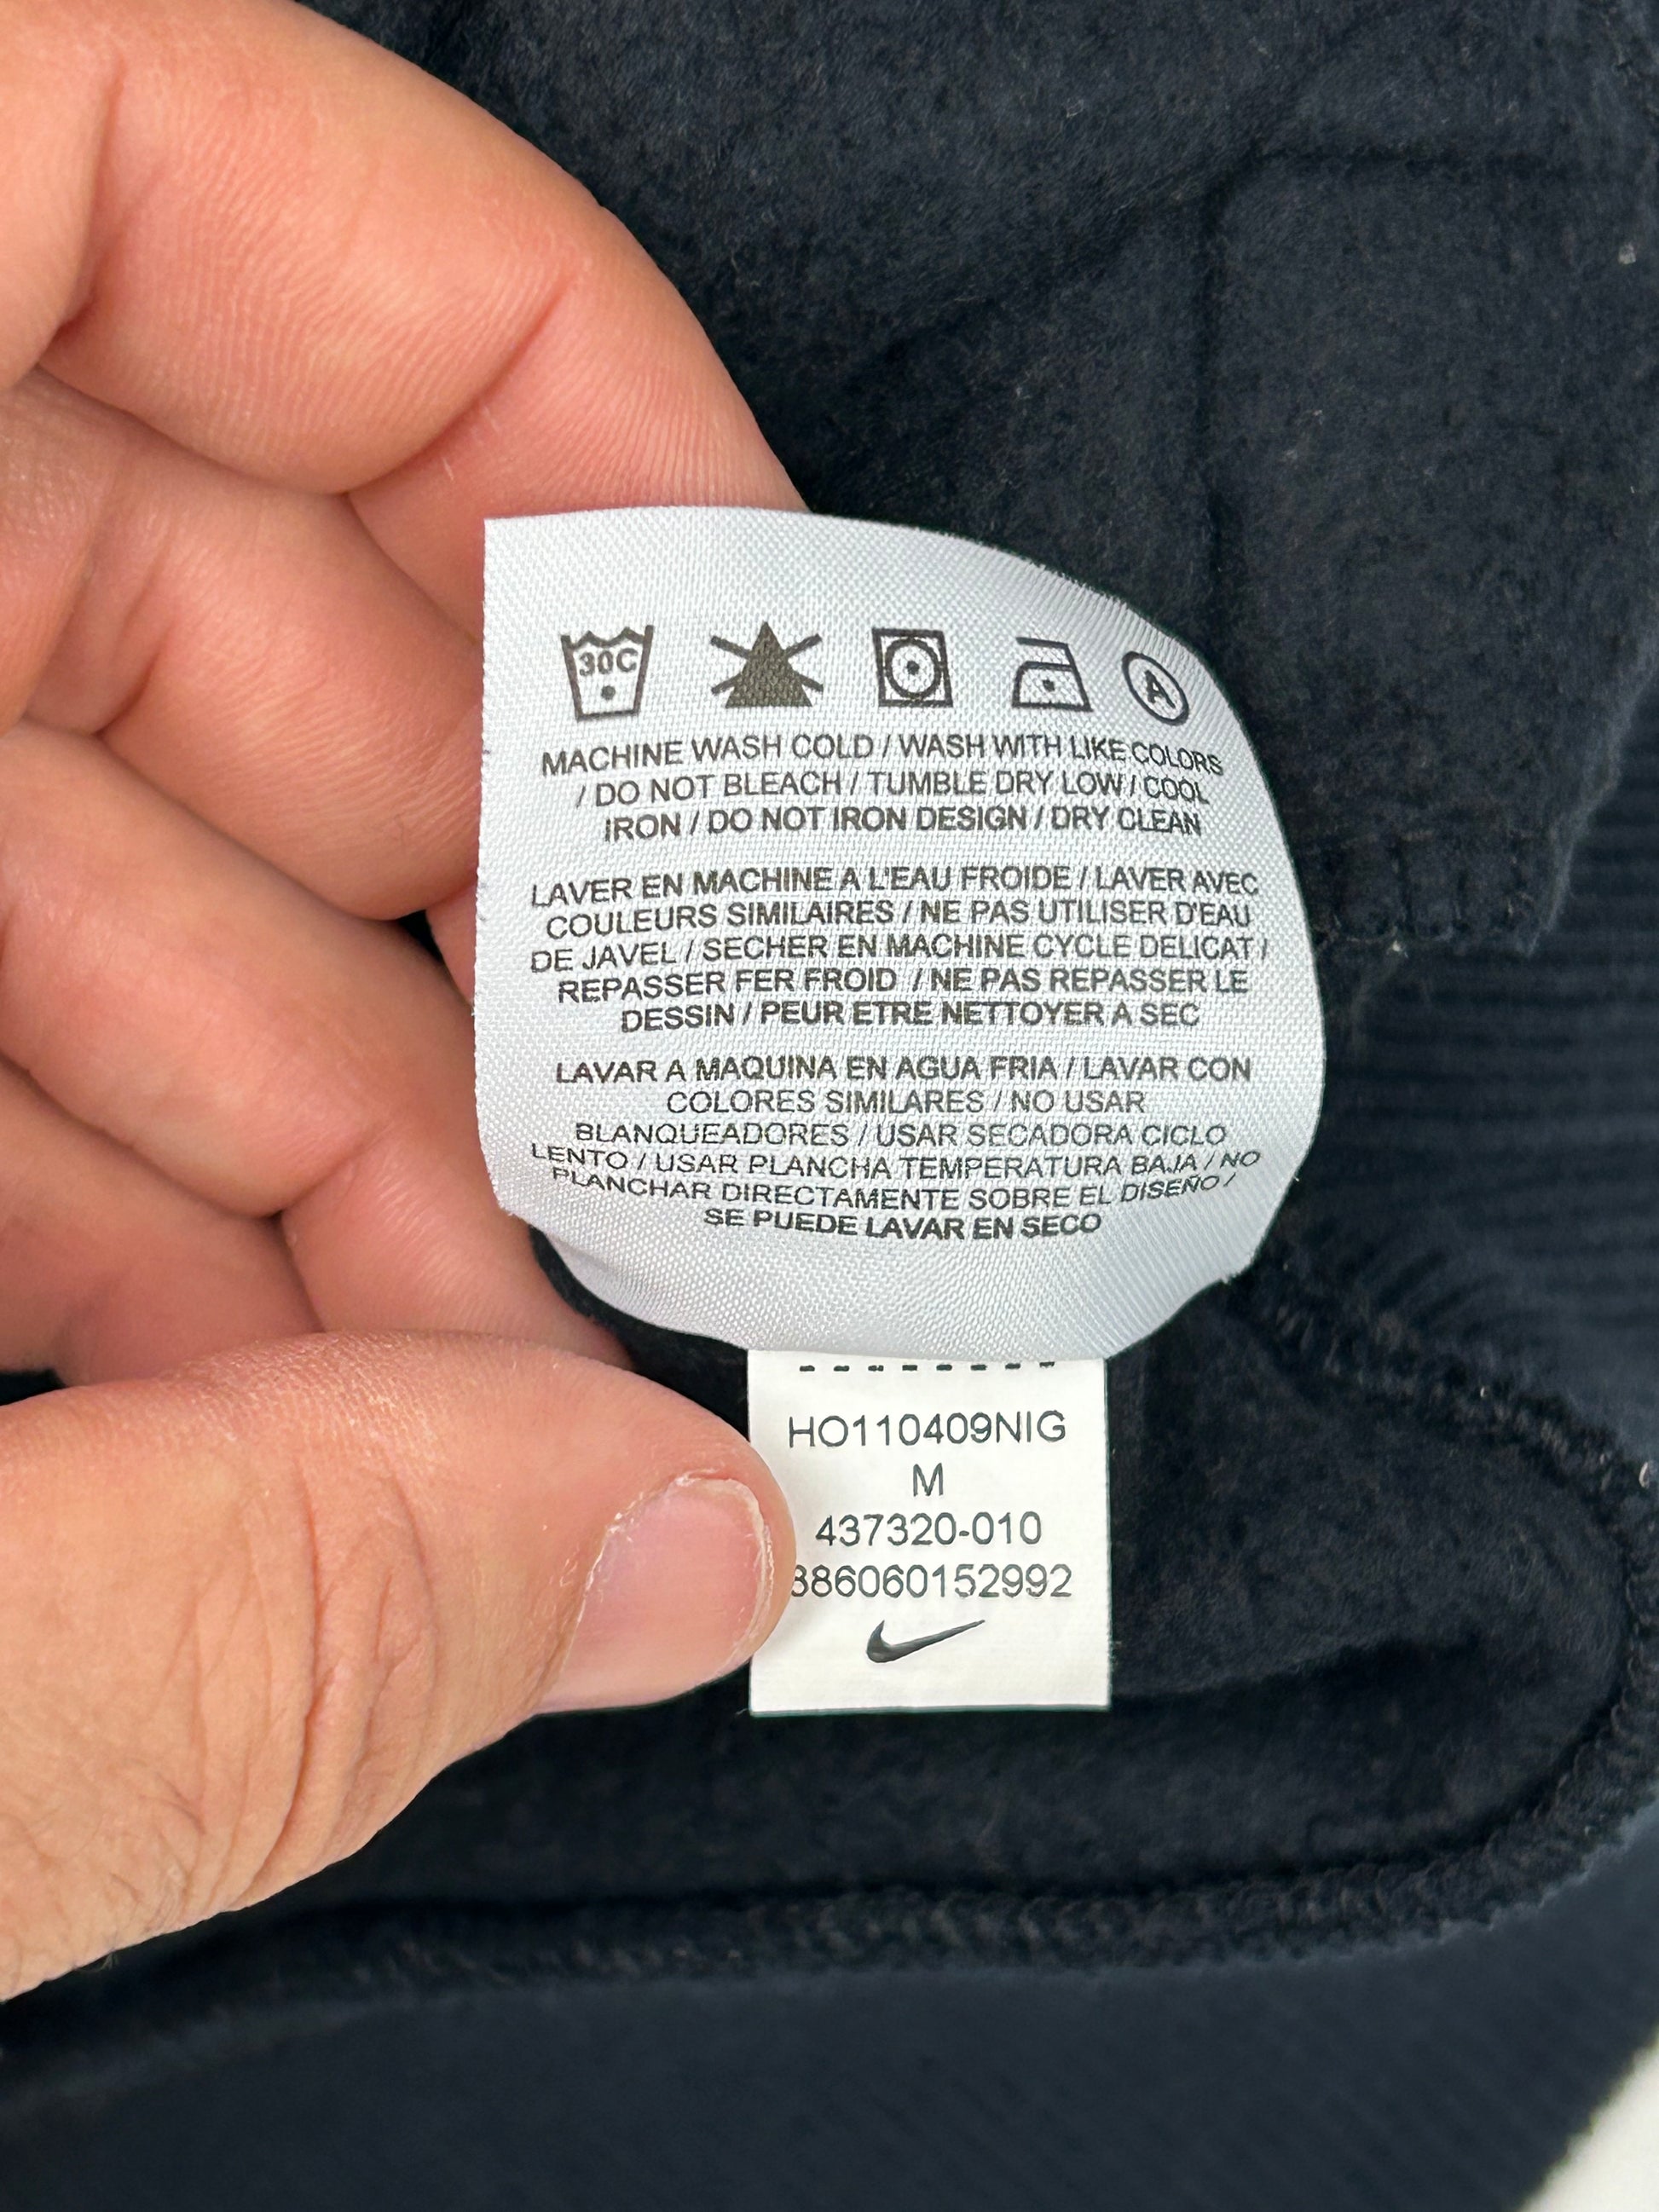 30C
A
MACHINE WASH COLD / WASH WITH LIKE COLORS
/ DO NOT BLEACH / TUMBLE DRY LOW / COOL
IRON / DO NOT IRON DESIGN / DRY CLEAN
LAVER EN MACHINE A L'EAU FROIDE / LAVER AVEC
COULEURS SIMILAIRES / NE PAS UTILISER D'EAU
DE JAVEL / SECHER EN MACHINE CYCLE DELICAT /
REPASSER FER FROID / NE PAS REPASSER LE
DESSIN / PEUR ETRE NETTOYER A SEC
LAVAR A MAQUINA EN AGUA FRIA / LAVAR CON
COLORES SIMILARES / NO USAR
BLANQUEADORES / USAR SECADORA CICLO
LENTO / USAR PLANCHA TEMPERATURA BAJA / NO
PLANCHAR DIRECTAMENTE SOBRE EL DISEÑO /
SE PUEDE LAVAR EN SECO
HO110409NIG
M
437320-010
886060152992